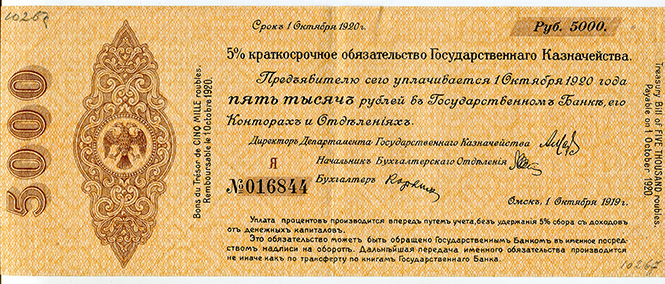 10267
Срокъ 1 Октября 1920 г.
Руб. 5000.
5% краткосрочное обязательство Государственнаго Казначейства.
Предъявителю сего уплачивается 1 Октября 1920 года
пять тысячъ рублей въ Государственномъ Банкѣ, его
Конторахъ и Отдѣленіяхъ.
Директоръ Департамента Государственнаго Казначейства
Я
Начальникъ Бухгалтерскаго Отдѣленія
Бухгалтеръ
№016844
Омскъ, 1 Октября 1919 г.
Уплата процентовъ производится впередъ путемъ учета, безъ удержанія 5% сбора съ доходовъ
отъ денежныхъ капиталовъ.
Это обязательство можетъ быть обращено Государственнымъ Банкомъ въ именное посред-
ствомъ надписи на оборотѣ. Дальнѣйшая передача именного обязательства производится
не иначе какъ по трансферту по книгамъ Государственнаго Банка.
5000
Bons du Trésor de CINQ MILLE roubles.
Remboursable le 1 Octobre 1920.
Treasury Bill of FIVE THOUSAND roubles.
Payable on 1 October 1920
10267